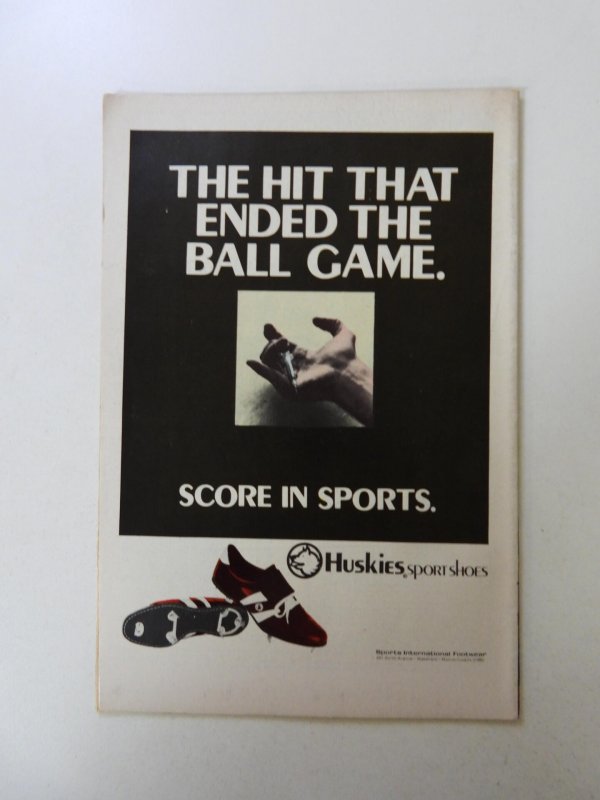 THE HIT THAT
ENDED THE
BALL GAME.
SCORE IN SPORTS.
Huskies® SPORT SHOES
Sports International Footwear